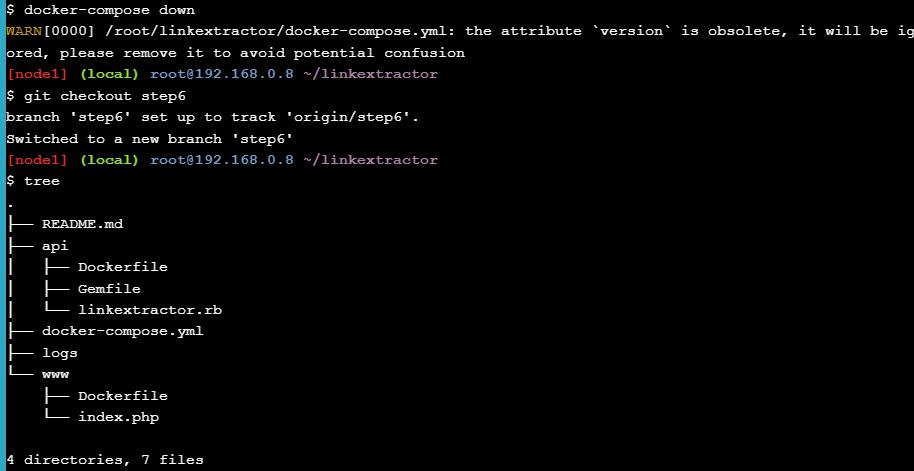 $ docker-compose down
WARN[0000] /root/linkextractor/docker-compose.yml: the attribute `version` is obsolete, it will be ig
ored, please remove it to avoid potential confusion
[node1] (local) root@192.168.0.8 ~/linkextractor
$ git checkout step6
branch 'step6' set up to track 'origin/step6'.
Switched to a new branch 'step6'
[node1] (local) root@192.168.0.8 ~/linkextractor
$ tree
.
├── README.md
├── api
│   ├── Dockerfile
│   ├── Gemfile
│   └── linkextractor.rb
├── docker-compose.yml
├── logs
└── www
    ├── Dockerfile
    └── index.php
4 directories, 7 files